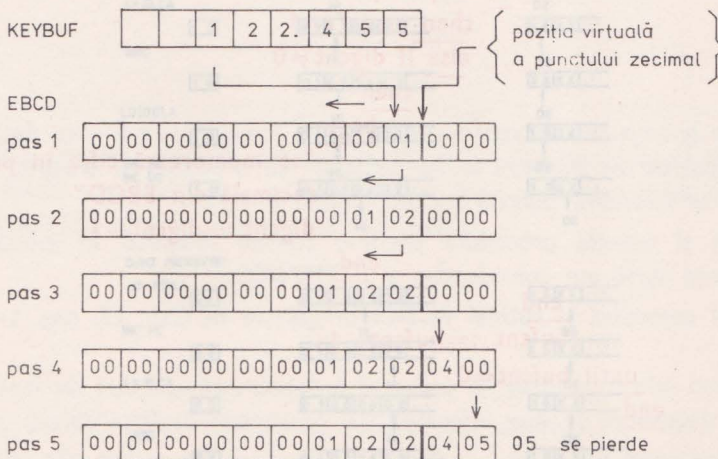 KEYBUF 1 2 2. 4 5 5
poziția virtuală
a punctului zecimal
EBCD
pas 1 00 00 00 00 00 00 00 00 01 00 00
pas 2 00 00 00 00 00 00 00 01 02 00 00
pas 3 00 00 00 00 00 00 01 02 02 00 00
pas 4 00 00 00 00 00 00 01 02 02 04 00
pas 5 00 00 00 00 00 00 01 02 02 04 05 05 se pierde